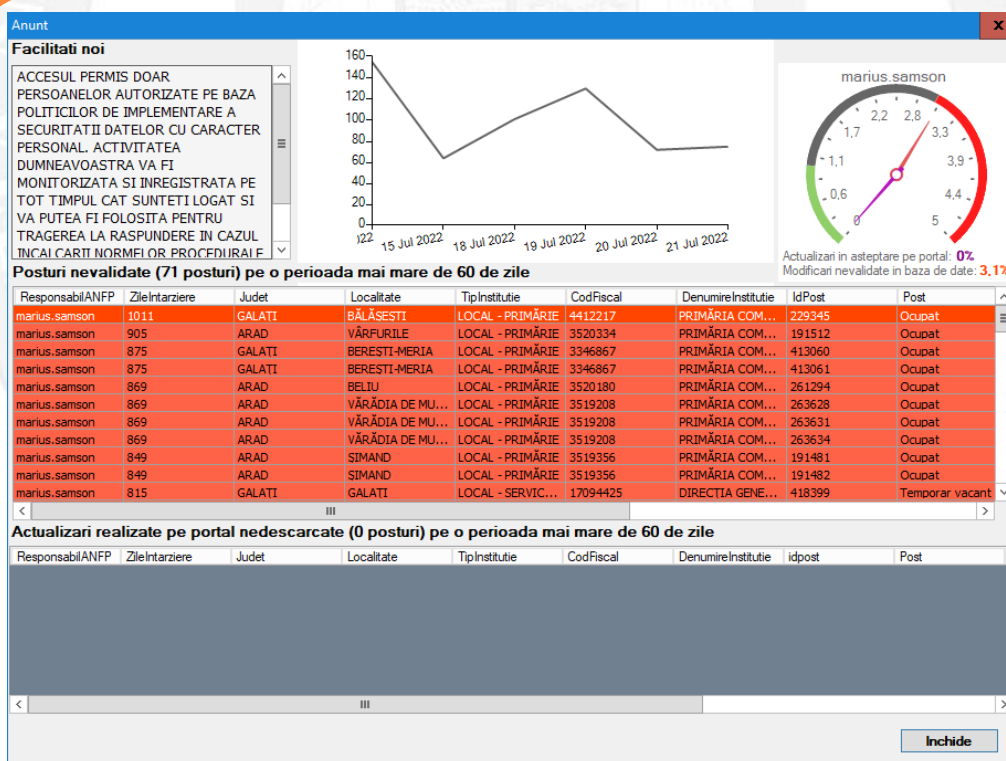 Anunt
x
Facilitati noi
ACCESUL PERMIS DOAR
PERSOANELOR AUTORIZATE PE BAZA
POLITICILOR DE IMPLEMENTARE A
SECURITATII DATELOR CU CARACTER
PERSONAL. ACTIVITATEA
DUMNEAVOASTRA VA FI
MONITORIZATA SI INREGISTRATA PE
TOT TIMPUL CAT SUNTETI LOGAT SI
VA PUTEA FI FOLOSITA PENTRU
TRAGEREA LA RASPUNDERE IN CAZUL
INCALCARII NORMELOR PROCEDURALE
160
140
120
100
80
60
40
20
0
)22 15 Jul 2022 18 Jul 2022 19 Jul 2022 20 Jul 2022 21 Jul 2022
marius.samson
0 0,6 1,1 1,7 2,2 2,8 3,3 3,9 4,4 5
Actualizari in asteptare pe portal: 0%
Modificari nevalidate in baza de date: 3,1%
Posturi nevalidate (71 posturi) pe o perioada mai mare de 60 de zile
ResponsabilANFP ZileIntarziere Judet Localitate TipInstitutie CodFiscal DenumireInstitutie IdPost Post
marius.samson 1011 GALAȚI BĂLĂȘEȘTI LOCAL - PRIMĂRIE 4412217 PRIMĂRIA COM... 229345 Ocupat
marius.samson 905 ARAD VÂRFURILE LOCAL - PRIMĂRIE 3520334 PRIMĂRIA COM... 191512 Ocupat
marius.samson 875 GALAȚI BEREȘTI-MERIA LOCAL - PRIMĂRIE 3346867 PRIMĂRIA COM... 413060 Ocupat
marius.samson 875 GALAȚI BEREȘTI-MERIA LOCAL - PRIMĂRIE 3346867 PRIMĂRIA COM... 413061 Ocupat
marius.samson 869 ARAD BELIU LOCAL - PRIMĂRIE 3520180 PRIMĂRIA COM... 261294 Ocupat
marius.samson 869 ARAD VĂRĂDIA DE MU... LOCAL - PRIMĂRIE 3519208 PRIMĂRIA COM... 263628 Ocupat
marius.samson 869 ARAD VĂRĂDIA DE MU... LOCAL - PRIMĂRIE 3519208 PRIMĂRIA COM... 263631 Ocupat
marius.samson 869 ARAD VĂRĂDIA DE MU... LOCAL - PRIMĂRIE 3519208 PRIMĂRIA COM... 263634 Ocupat
marius.samson 849 ARAD ȘIMAND LOCAL - PRIMĂRIE 3519356 PRIMĂRIA COM... 191481 Ocupat
marius.samson 849 ARAD ȘIMAND LOCAL - PRIMĂRIE 3519356 PRIMĂRIA COM... 191482 Ocupat
marius.samson 815 GALAȚI GALAȚI LOCAL - SERVIC... 17094425 DIRECȚIA GENE... 418399 Temporar vacant
Actualizari realizate pe portal nedescarcate (0 posturi) pe o perioada mai mare de 60 de zile
ResponsabilANFP ZileIntarziere Judet Localitate TipInstitutie CodFiscal DenumireInstitutie idpost Post
Inchide